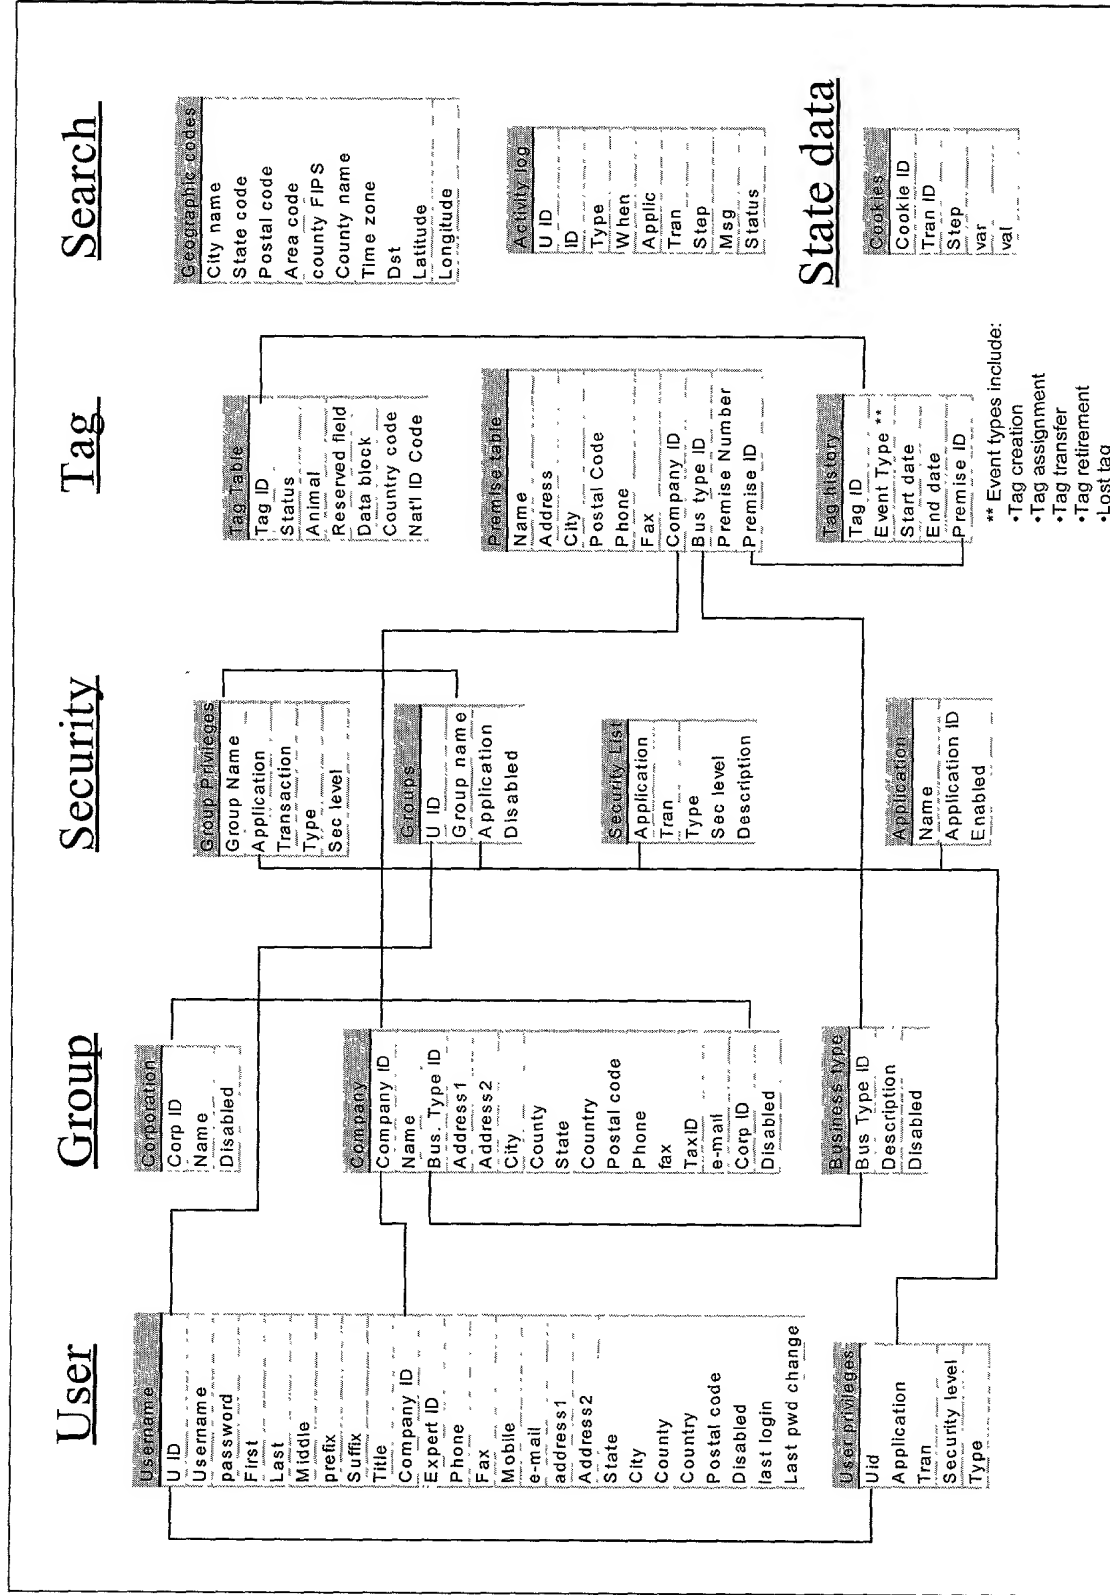 User
Username
U ID
Username
password
First
Last
Middle
prefix
Suffix
Title
Company ID
Expert ID
Phone
Fax
Mobile
e-mail
address1
Address2
State
City
County
Country
Postal code
Disabled
last login
Last pwd change
User privileges
Uid
Application
Tran
Security level
Type
Group
Corporation
Corp ID
Name
Disabled
Company
Company ID
Name
Bus. Type ID
Address1
Address2
City
County
State
Country
Postal code
Phone
fax
TaxID
e-mail
Corp ID
Disabled
Business type
Bus Type ID
Description
Disabled
Security
Group Privileges
Group Name
Application
Transaction
Type
Sec level
Groups
U ID
Group name
Application
Disabled
Security List
Application
Tran
Type
Sec level
Description
Application
Name
Application ID
Enabled
Tag
Tag Table
Tag ID
Status
Animal
Reserved field
Data block
Country code
Nat'l ID Code
Premise table
Name
Address
City
Postal Code
Phone
Fax
Company ID
Bus type ID
Premise Number
Premise ID
Tag history
Tag ID
Event Type **
Start date
End date
Premise ID
** Event types include:
•Tag creation
•Tag assignment
•Tag transfer
•Tag retirement
•Lost tag
Search
Geographic codes
City name
State code
Postal code
Area code
county FIPS
County name
Time zone
Dst
Latitude
Longitude
Activity log
U ID
ID
Type
When
Applic
Tran
Step
Msg
Status
State data
Cookies
Cookie ID
Tran ID
Step
var
val